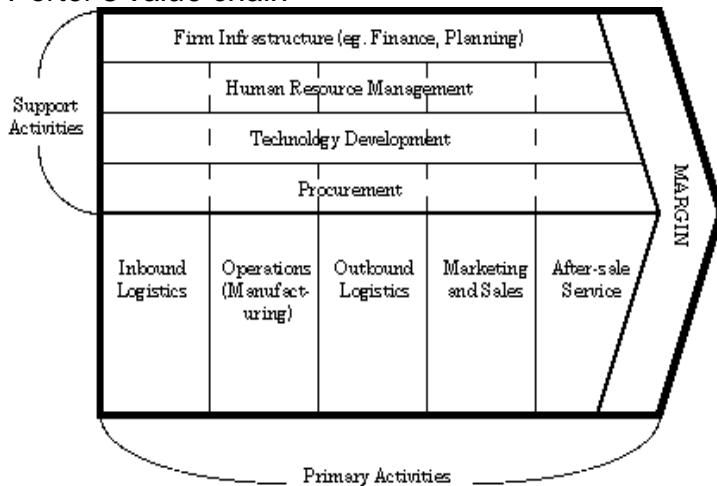 Porter's value chain
Firm Infrastructure (eg. Finance, Planning)
Human Resource Management
Technology Development
Procurement
Support
Activities
MARGIN
Inbound
Logistics
Operations
(Manufact-
uring)
Outbound
Logistics
Marketing
and Sales
After-sale
Service
Primary Activities